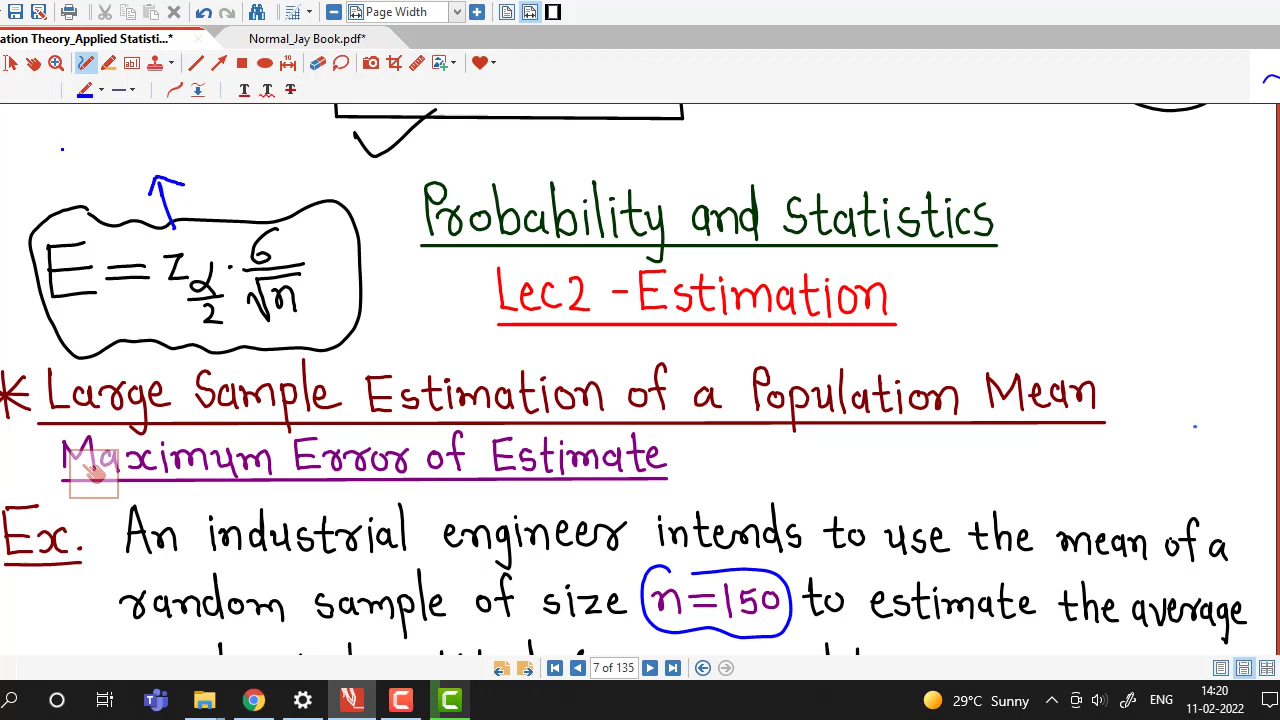 Page Width
ation Theory_Applied Statisti...*
Normal_Jay Book.pdf*
E = z α/2 · σ/√n
Probability and Statistics
Lec2 - Estimation
* Large Sample Estimation of a Population Mean
Maximum Error of Estimate
Ex. An industrial engineer intends to use the mean of a
random sample of size n=150 to estimate the average
7 of 135
29°C Sunny
ENG
14:20
11-02-2022